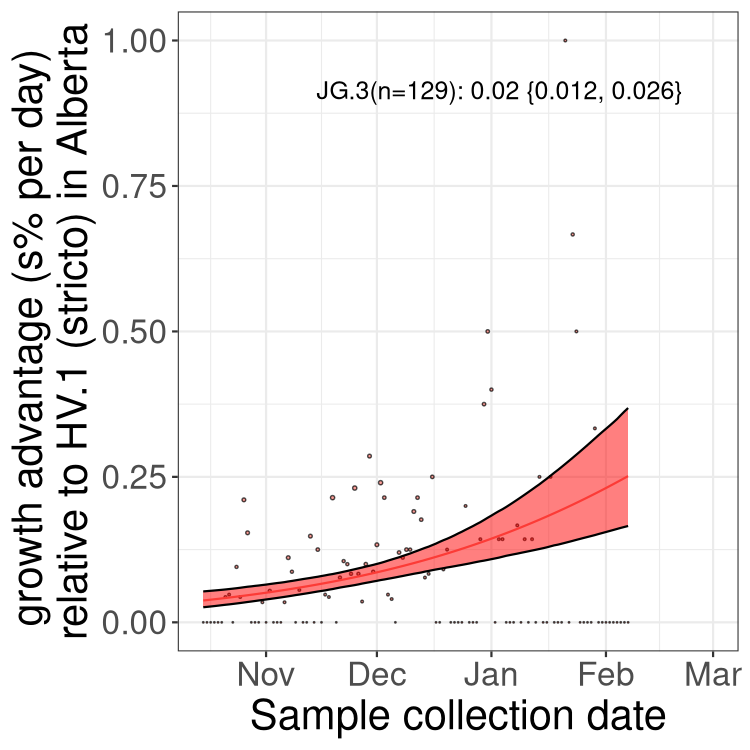 growth advantage (s% per day)
relative to HV.1 (stricto) in Alberta
JG.3(n=129): 0.02 {0.012, 0.026}
1.00
0.75
0.50
0.25
0.00
Nov Dec Jan Feb Mar
Sample collection date